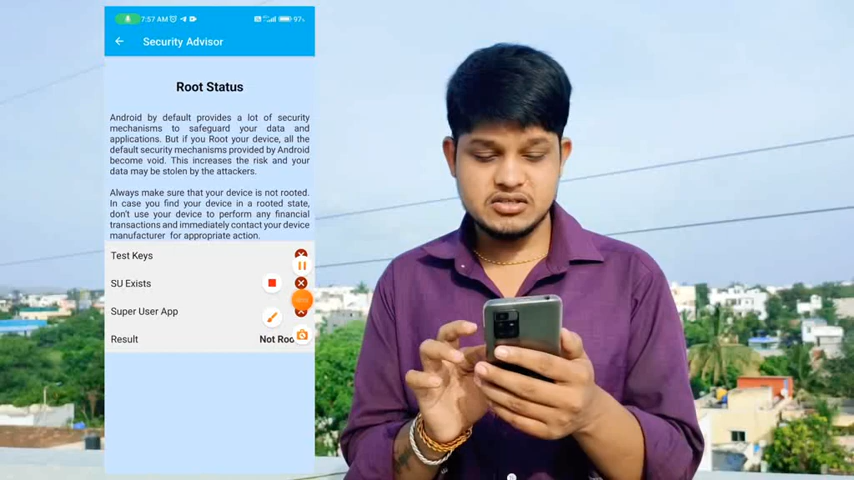 7:57 AM
97%
Security Advisor
Root Status
Android by default provides a lot of security
mechanisms to safeguard your data and
applications. But if you Root your device, all the
default security mechanisms provided by Android
become void. This increases the risk and your
data may be stolen by the attackers.
Always make sure that your device is not rooted.
In case you find your device in a rooted state,
don't use your device to perform any financial
transactions and immediately contact your device
manufacturer for appropriate action.
Test Keys
SU Exists
Super User App
Result
Not Roo